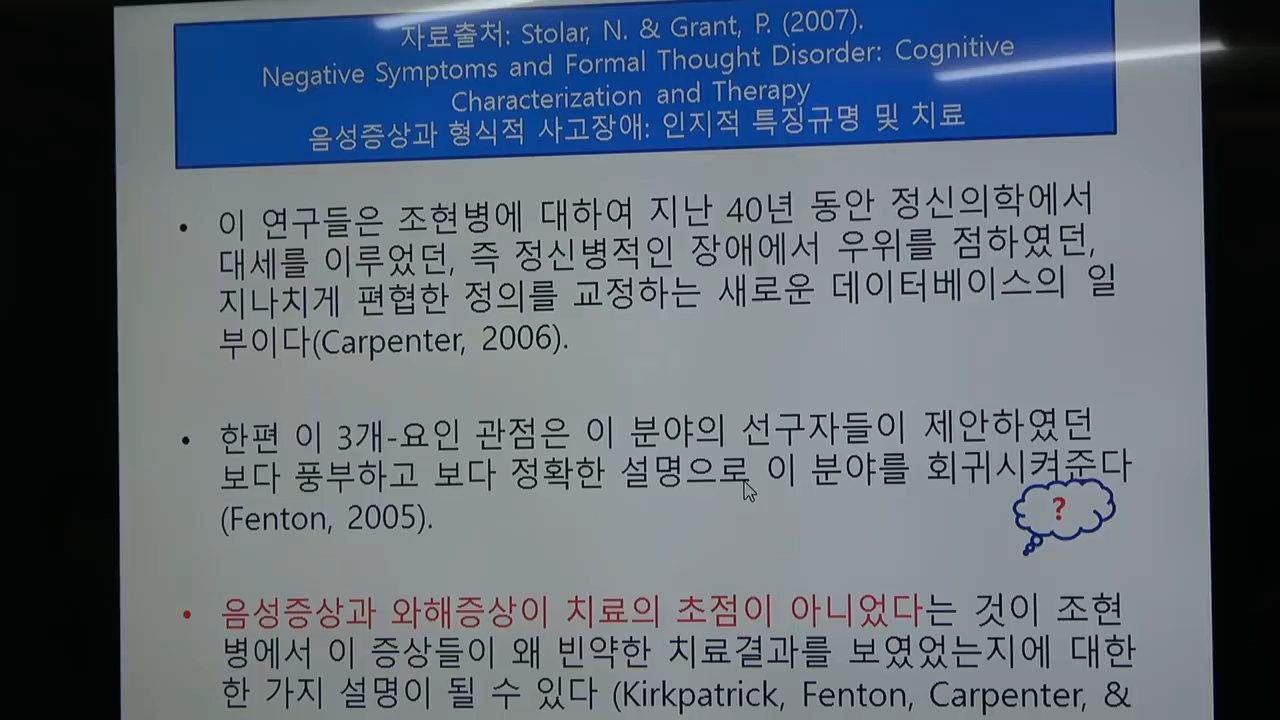 자료출처: Stolar, N. & Grant, P. (2007).
Negative Symptoms and Formal Thought Disorder: Cognitive
Characterization and Therapy
음성증상과 형식적 사고장애: 인지적 특징규명 및 치료
• 이 연구들은 조현병에 대하여 지난 40년 동안 정신의학에서
대세를 이루었던, 즉 정신병적인 장애에서 우위를 점하였던,
지나치게 편협한 정의를 교정하는 새로운 데이터베이스의 일
부이다(Carpenter, 2006).
• 한편 이 3개-요인 관점은 이 분야의 선구자들이 제안하였던
보다 풍부하고 보다 정확한 설명으로 이 분야를 회귀시켜준다
(Fenton, 2005).
?
• 음성증상과 와해증상이 치료의 초점이 아니었다는 것이 조현
병에서 이 증상들이 왜 빈약한 치료결과를 보였었는지에 대한
한 가지 설명이 될 수 있다 (Kirkpatrick, Fenton, Carpenter, &